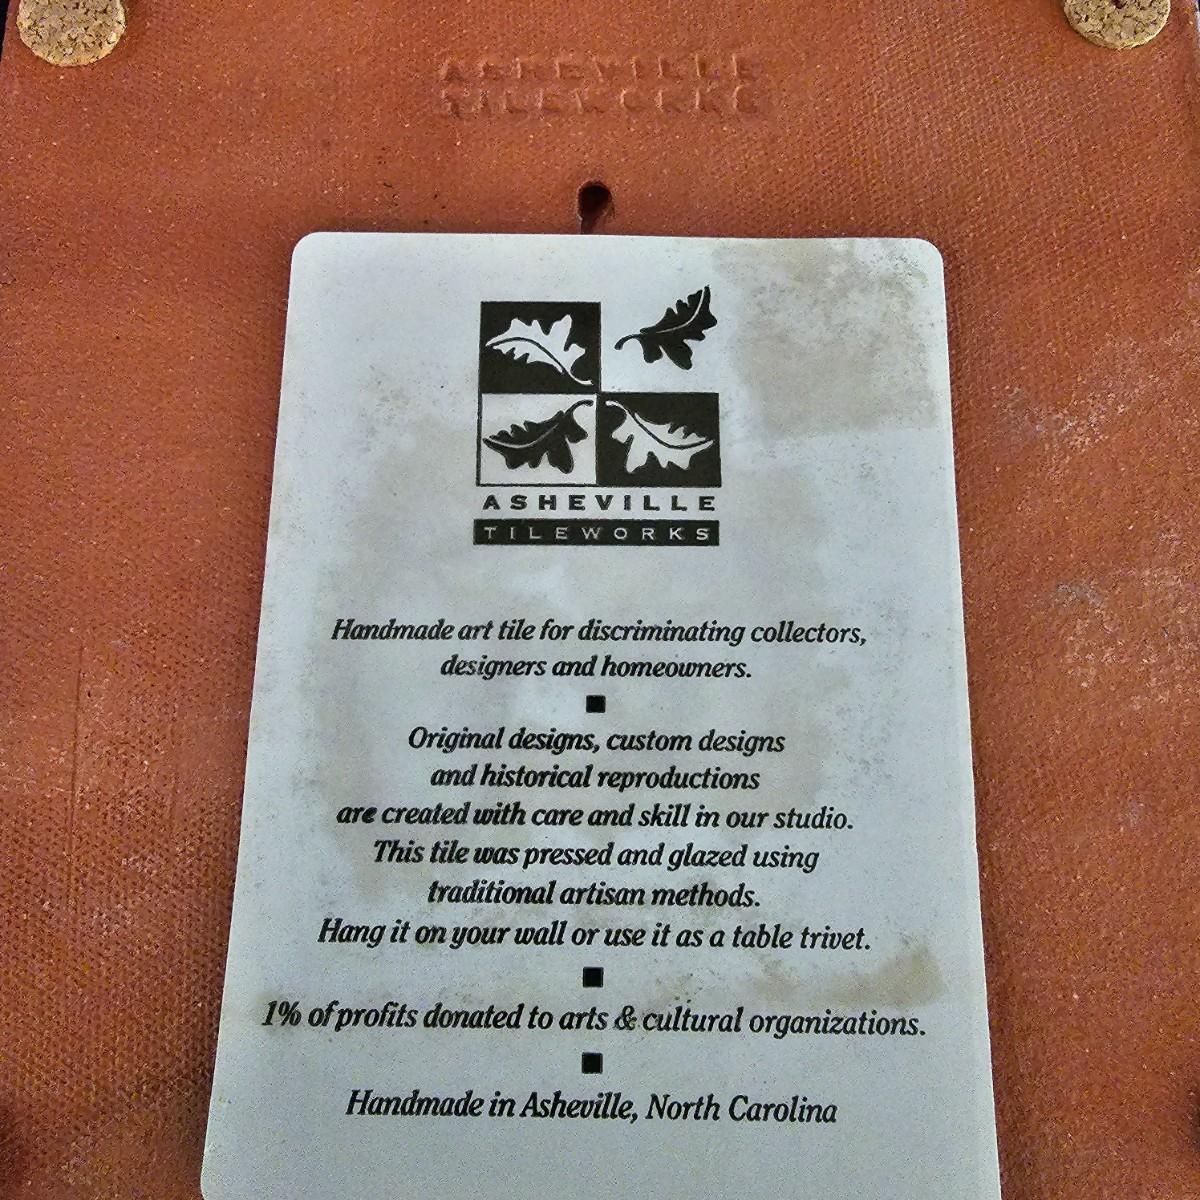 ASHEVILLE
TILEWORKS
ASHEVILLE
TILEWORKS
Handmade art tile for discriminating collectors,
designers and homeowners.
Original designs, custom designs
and historical reproductions
are created with care and skill in our studio.
This tile was pressed and glazed using
traditional artisan methods.
Hang it on your wall or use it as a table trivet.
1% of profits donated to arts & cultural organizations.
Handmade in Asheville, North Carolina